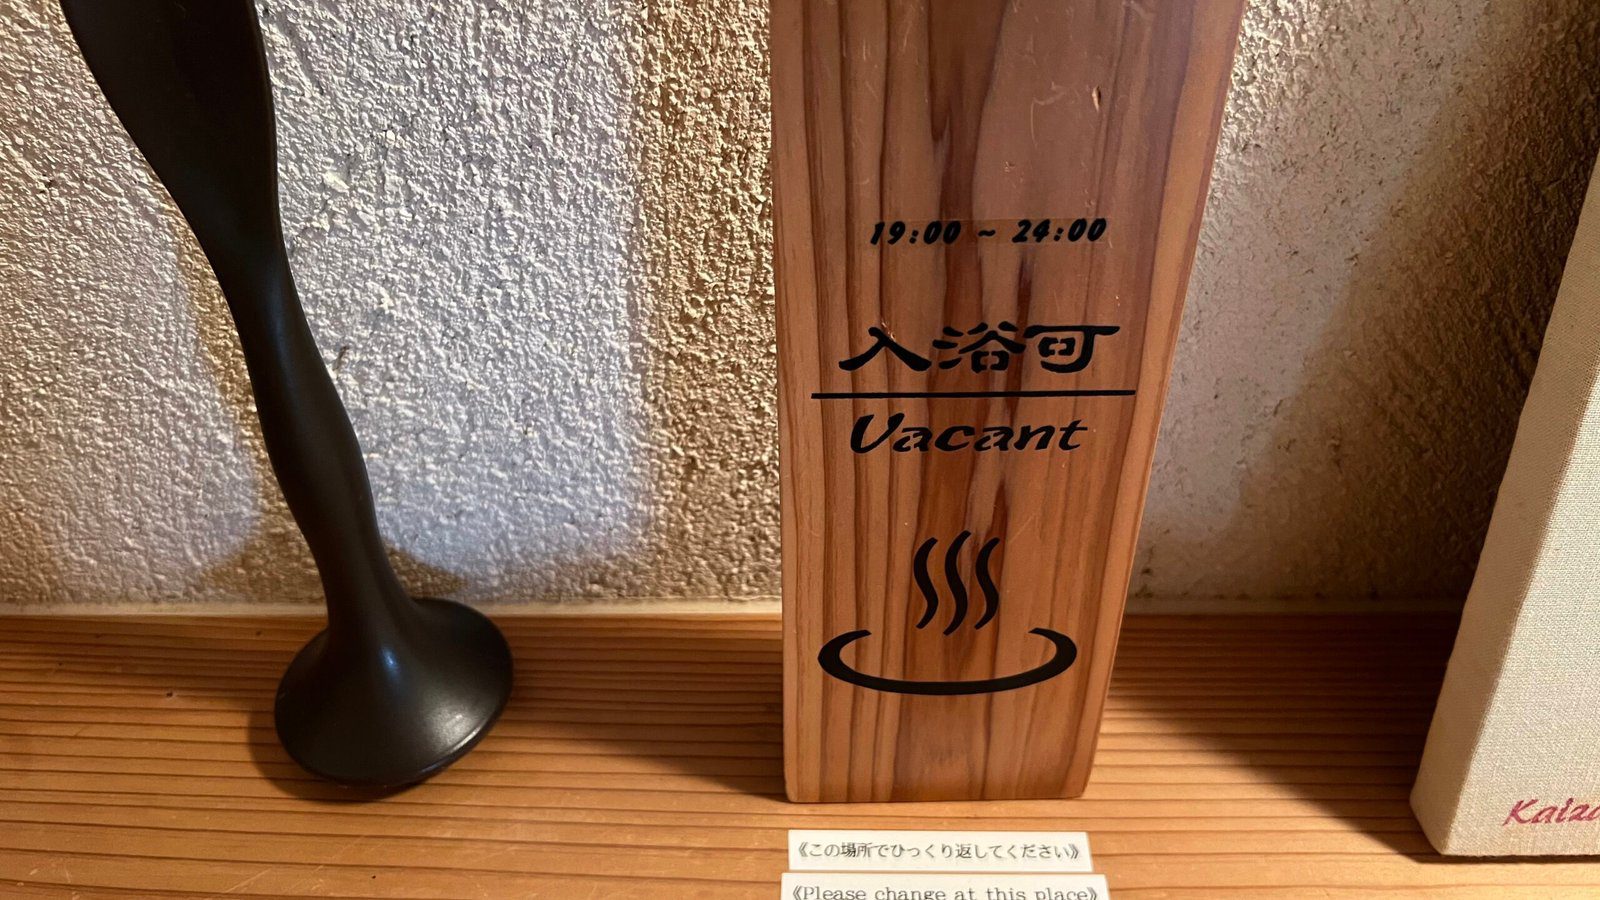 19:00 ~ 24:00
入浴可
Vacant
《この場所でひっくり返してください》
《Please change at this place》